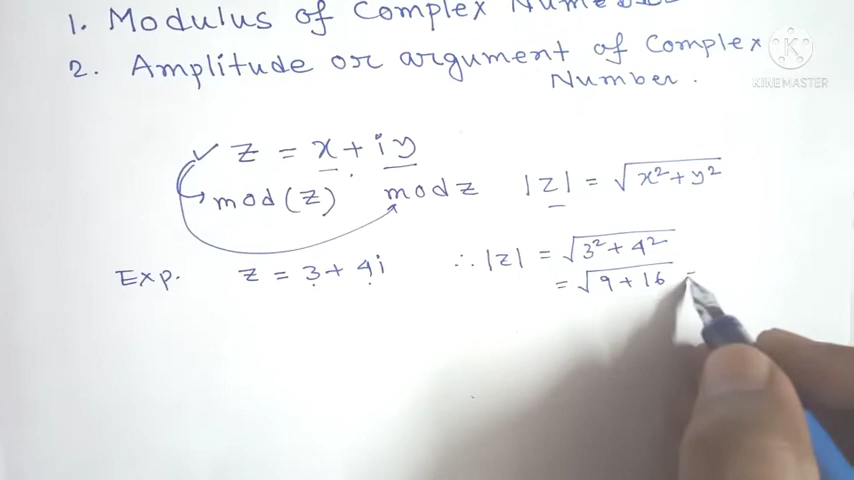 1. Modulus of Complex
2. Amplitude or argument of Complex
Number.
KINEMASTER
z = x + iy
mod(z) mod z |z| = √x²+y²
Exp. z = 3 + 4i ∴ |z| = √3²+4²
= √9+16 =